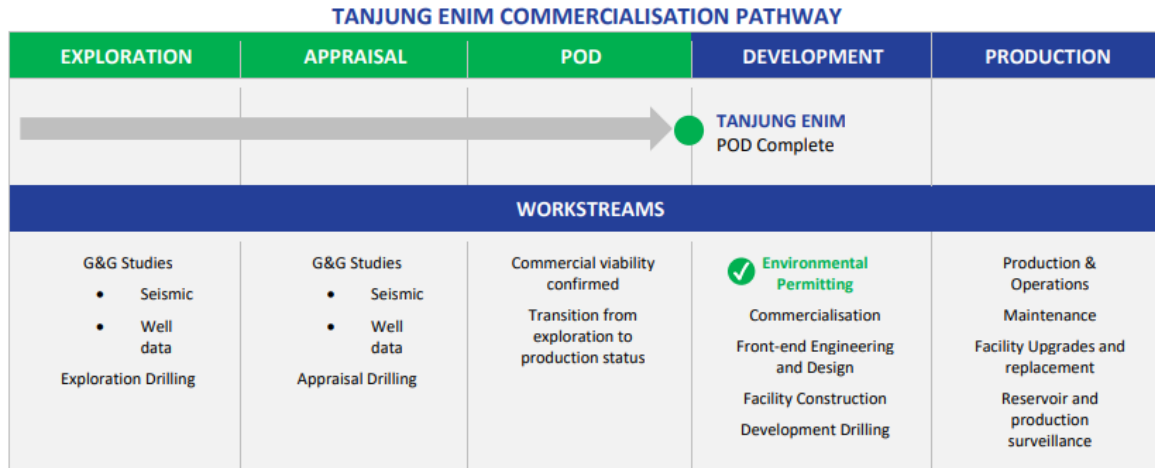 TANJUNG ENIM COMMERCIALISATION PATHWAY
EXPLORATION
APPRAISAL
POD
DEVELOPMENT
PRODUCTION
TANJUNG ENIM
POD Complete
WORKSTREAMS
G&G Studies
• Seismic
• Well
data
Exploration Drilling
G&G Studies
• Seismic
• Well
data
Appraisal Drilling
Commercial viability
confirmed
Transition from
exploration to
production status
Environmental
Permitting
Commercialisation
Front-end Engineering
and Design
Facility Construction
Development Drilling
Production &
Operations
Maintenance
Facility Upgrades and
replacement
Reservoir and
production
surveillance